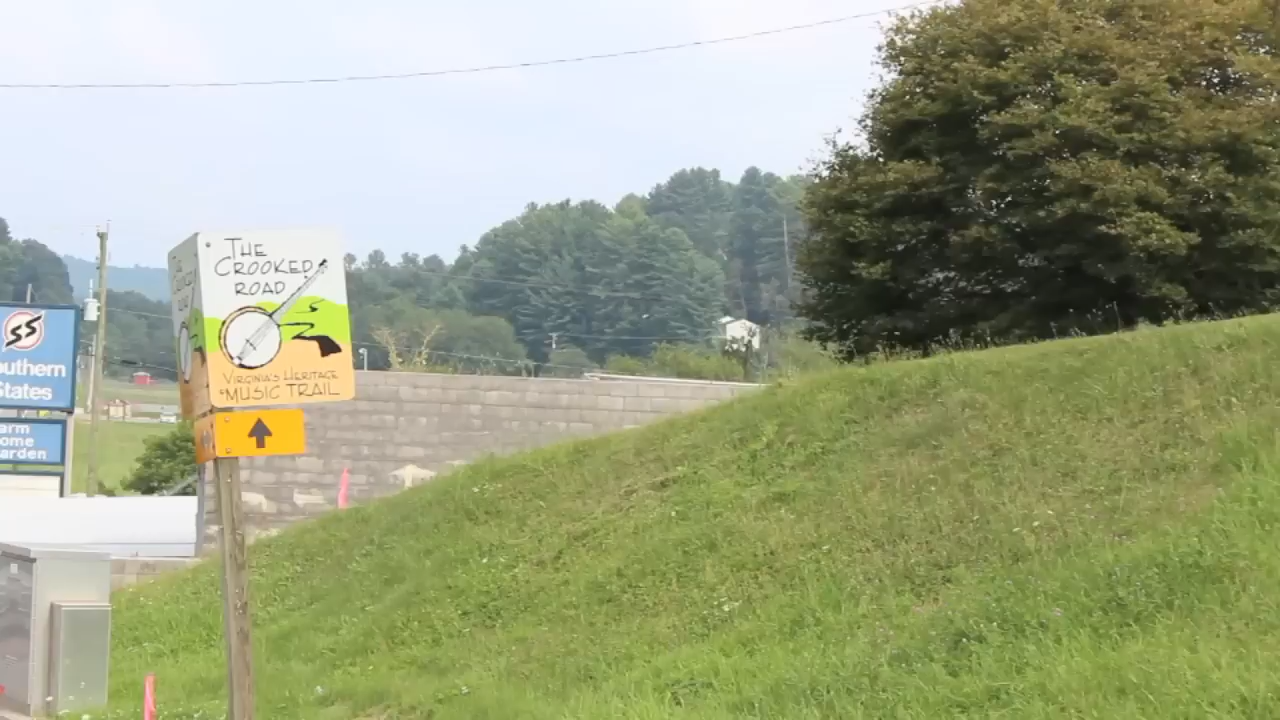 THE
CROOKED
ROAD
VIRGINIA'S HERITAGE
MUSIC TRAIL
SS
outhern
States
arm
ome
arden